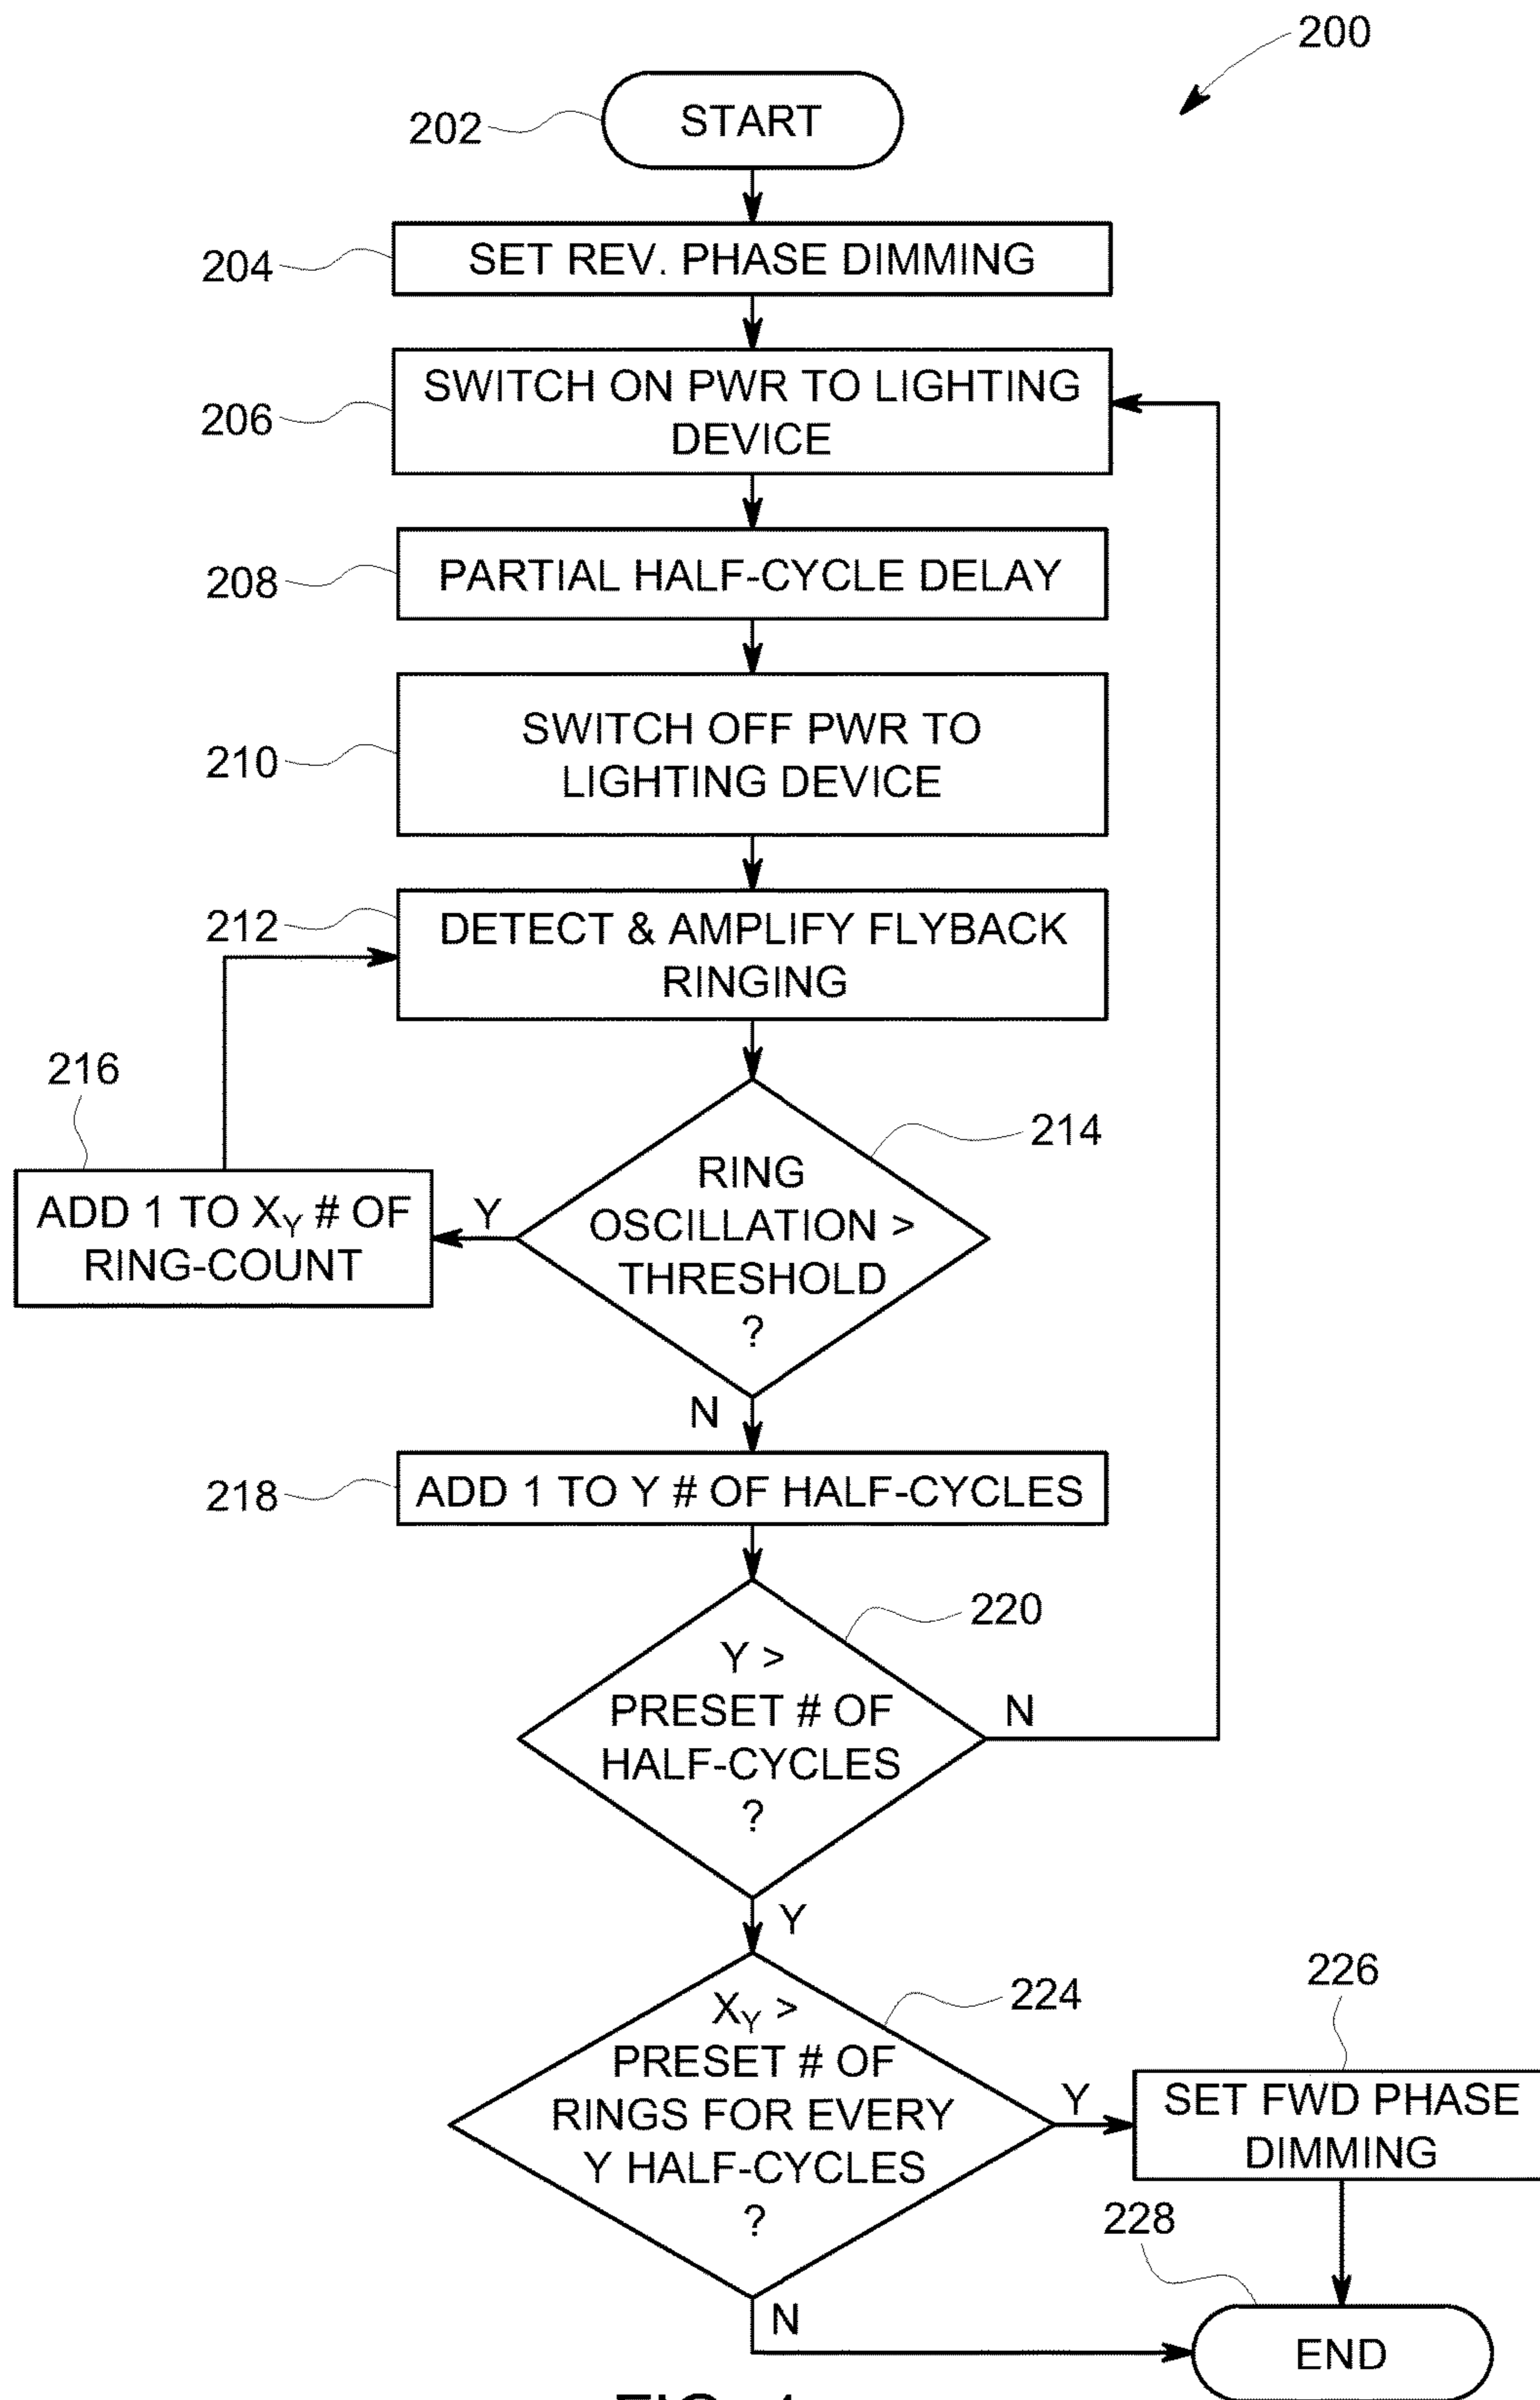 200
202
START
204
SET REV. PHASE DIMMING
206
SWITCH ON PWR TO LIGHTING
DEVICE
208
PARTIAL HALF-CYCLE DELAY
210
SWITCH OFF PWR TO
LIGHTING DEVICE
212
DETECT & AMPLIFY FLYBACK
RINGING
216
214
ADD 1 TO XY # OF
RING-COUNT
Y
RING
OSCILLATION >
THRESHOLD
?
N
218
ADD 1 TO Y # OF HALF-CYCLES
220
Y >
PRESET # OF
HALF-CYCLES
?
N
Y
224
XY >
PRESET # OF
RINGS FOR EVERY
Y HALF-CYCLES
?
Y
226
SET FWD PHASE
DIMMING
228
N
END